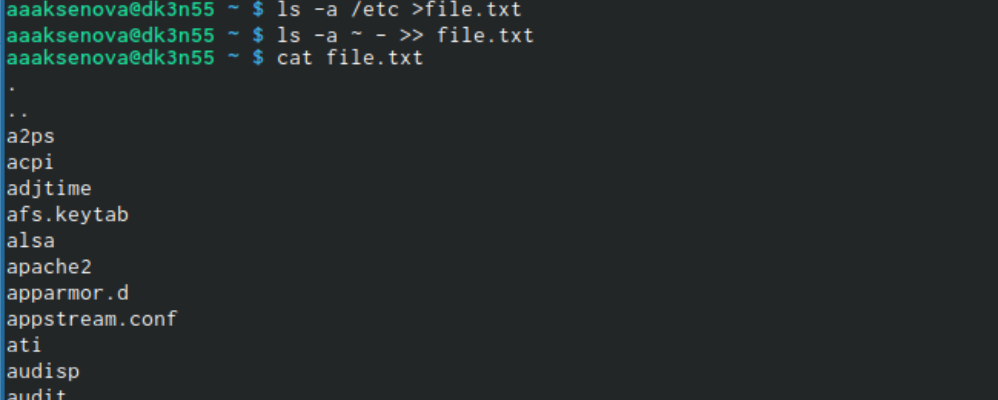 aaaksenova@dk3n55 ~ $ ls -a /etc >file.txt
aaaksenova@dk3n55 ~ $ ls -a ~ - >> file.txt
aaaksenova@dk3n55 ~ $ cat file.txt
.
..
a2ps
acpi
adjtime
afs.keytab
alsa
apache2
apparmor.d
appstream.conf
ati
audisp
audit